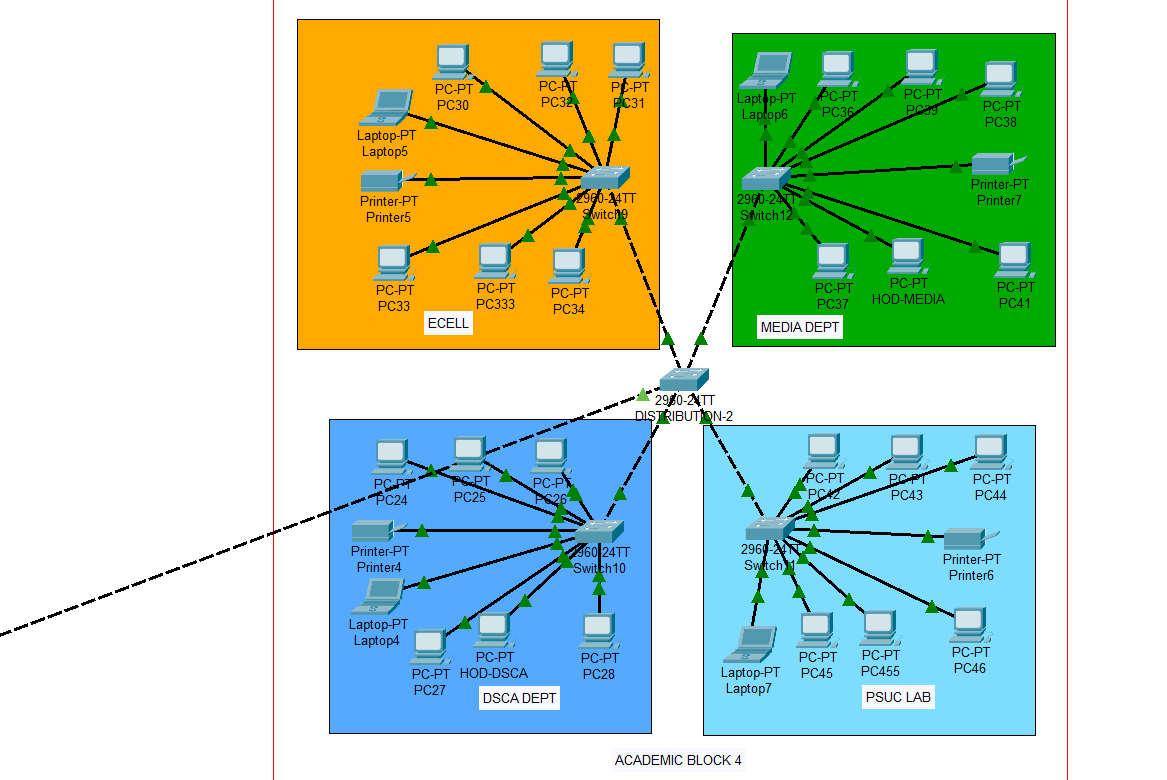 PC-PT
PC30
PC-PT
PC32
PC-PT
PC31
Laptop-PT
Laptop5
Printer-PT
Printer5
2960-24TT
Switch9
PC-PT
PC33
PC-PT
PC333
PC-PT
PC34
ECELL
Laptop-PT
Laptop6
PC-PT
PC36
PC-PT
PC39
PC-PT
PC38
2960-24TT
Switch12
Printer-PT
Printer7
PC-PT
PC37
PC-PT
HOD-MEDIA
PC-PT
PC41
MEDIA DEPT
2960-24TT
DISTRIBUTION-2
PC-PT
PC24
PC-PT
PC25
PC-PT
PC26
Printer-PT
Printer4
2960-24TT
Switch10
Laptop-PT
Laptop4
PC-PT
PC27
PC-PT
HOD-DSCA
PC-PT
PC28
DSCA DEPT
PC-PT
PC42
PC-PT
PC43
PC-PT
PC44
2960-24TT
Switch11
Printer-PT
Printer6
Laptop-PT
Laptop7
PC-PT
PC45
PC-PT
PC455
PC-PT
PC46
PSUC LAB
ACADEMIC BLOCK 4